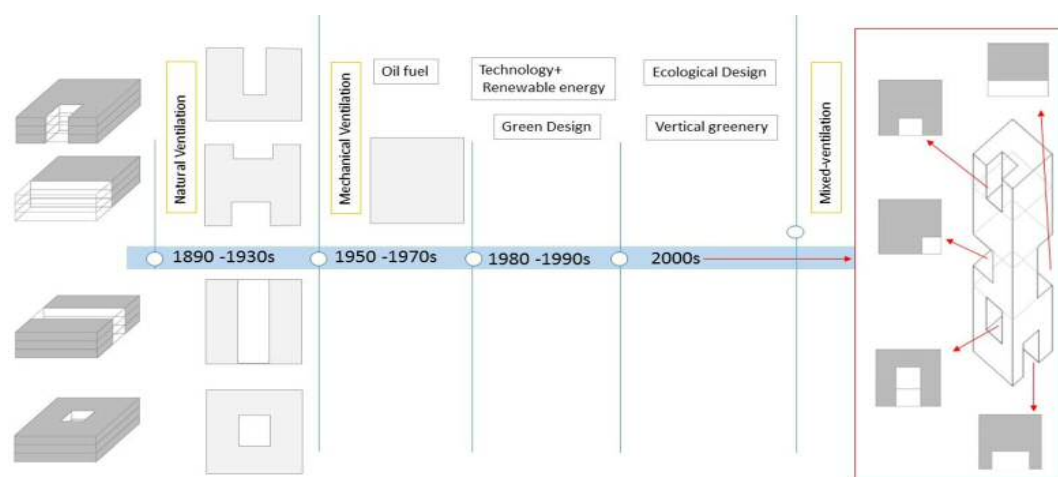 Natural Ventilation
Mechanical Ventilation
Oil fuel
Technology+
Renewable energy
Green Design
Ecological Design
Vertical greenery
Mixed-ventilation
1890 -1930s
1950 -1970s
1980 -1990s
2000s